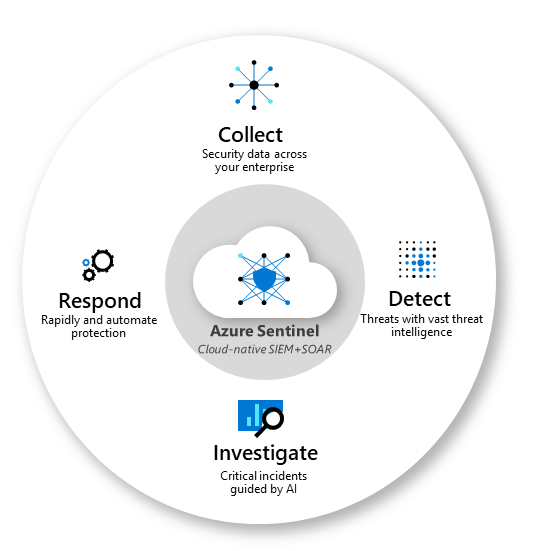 Collect
Security data across
your enterprise
Respond
Rapidly and automate
protection
Azure Sentinel
Cloud-native SIEM+SOAR
Detect
Threats with vast threat
intelligence
Investigate
Critical incidents
guided by AI